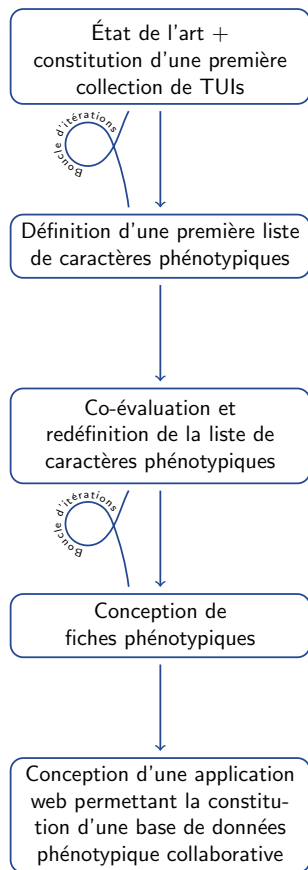 État de l'art +
constitution d'une première
collection de TUIs
Boucle d'itérations
Définition d'une première liste
de caractères phénotypiques
Co-évaluation et
redéfinition de la liste de
caractères phénotypiques
Boucle d'itérations
Conception de
fiches phénotypiques
Conception d'une application
web permettant la constitu-
tion d'une base de données
phénotypique collaborative